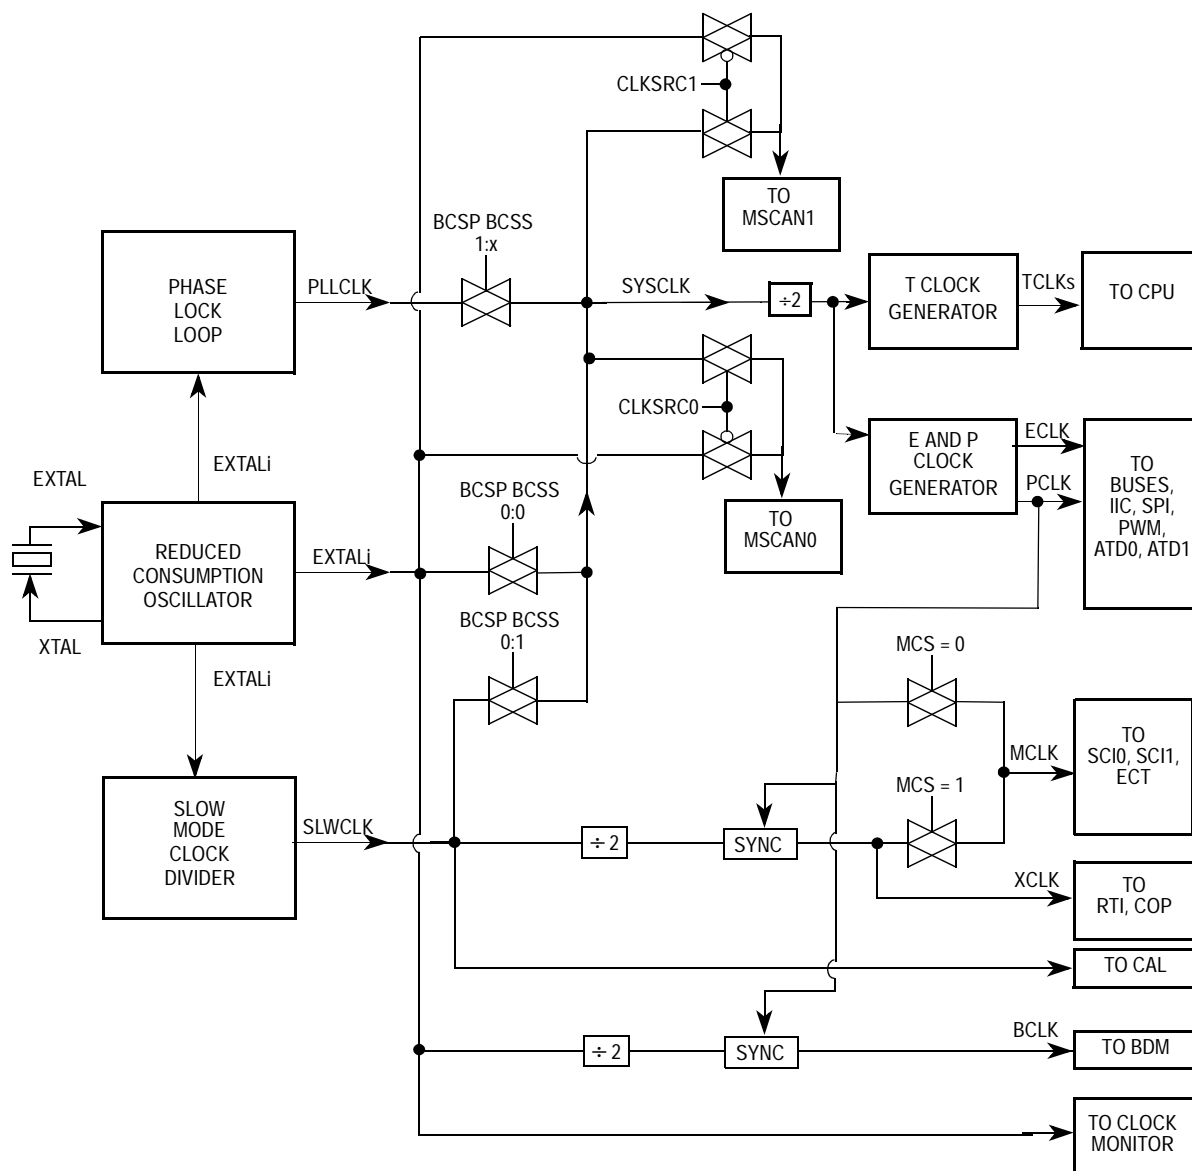 CLKSRC1
TO
MSCAN1
BCSP BCSS
1:x
PHASE
LOCK
LOOP
PLLCLK
SYSCLK
÷2
T CLOCK
GENERATOR
TCLKs
TO CPU
CLKSRC0
E AND P
CLOCK
GENERATOR
ECLK
PCLK
TO
BUSES,
IIC, SPI,
PWM,
ATD0, ATD1
EXTALi
EXTAL
BCSP BCSS
0:0
TO
MSCAN0
REDUCED
CONSUMPTION
OSCILLATOR
EXTALi
XTAL
BCSP BCSS
0:1
MCS = 0
EXTALi
TO
SCI0, SCI1,
ECT
MCLK
MCS = 1
SLOW
MODE
CLOCK
DIVIDER
SLWCLK
÷ 2
SYNC
XCLK
TO
RTI, COP
TO CAL
÷ 2
SYNC
BCLK
TO BDM
TO CLOCK
MONITOR